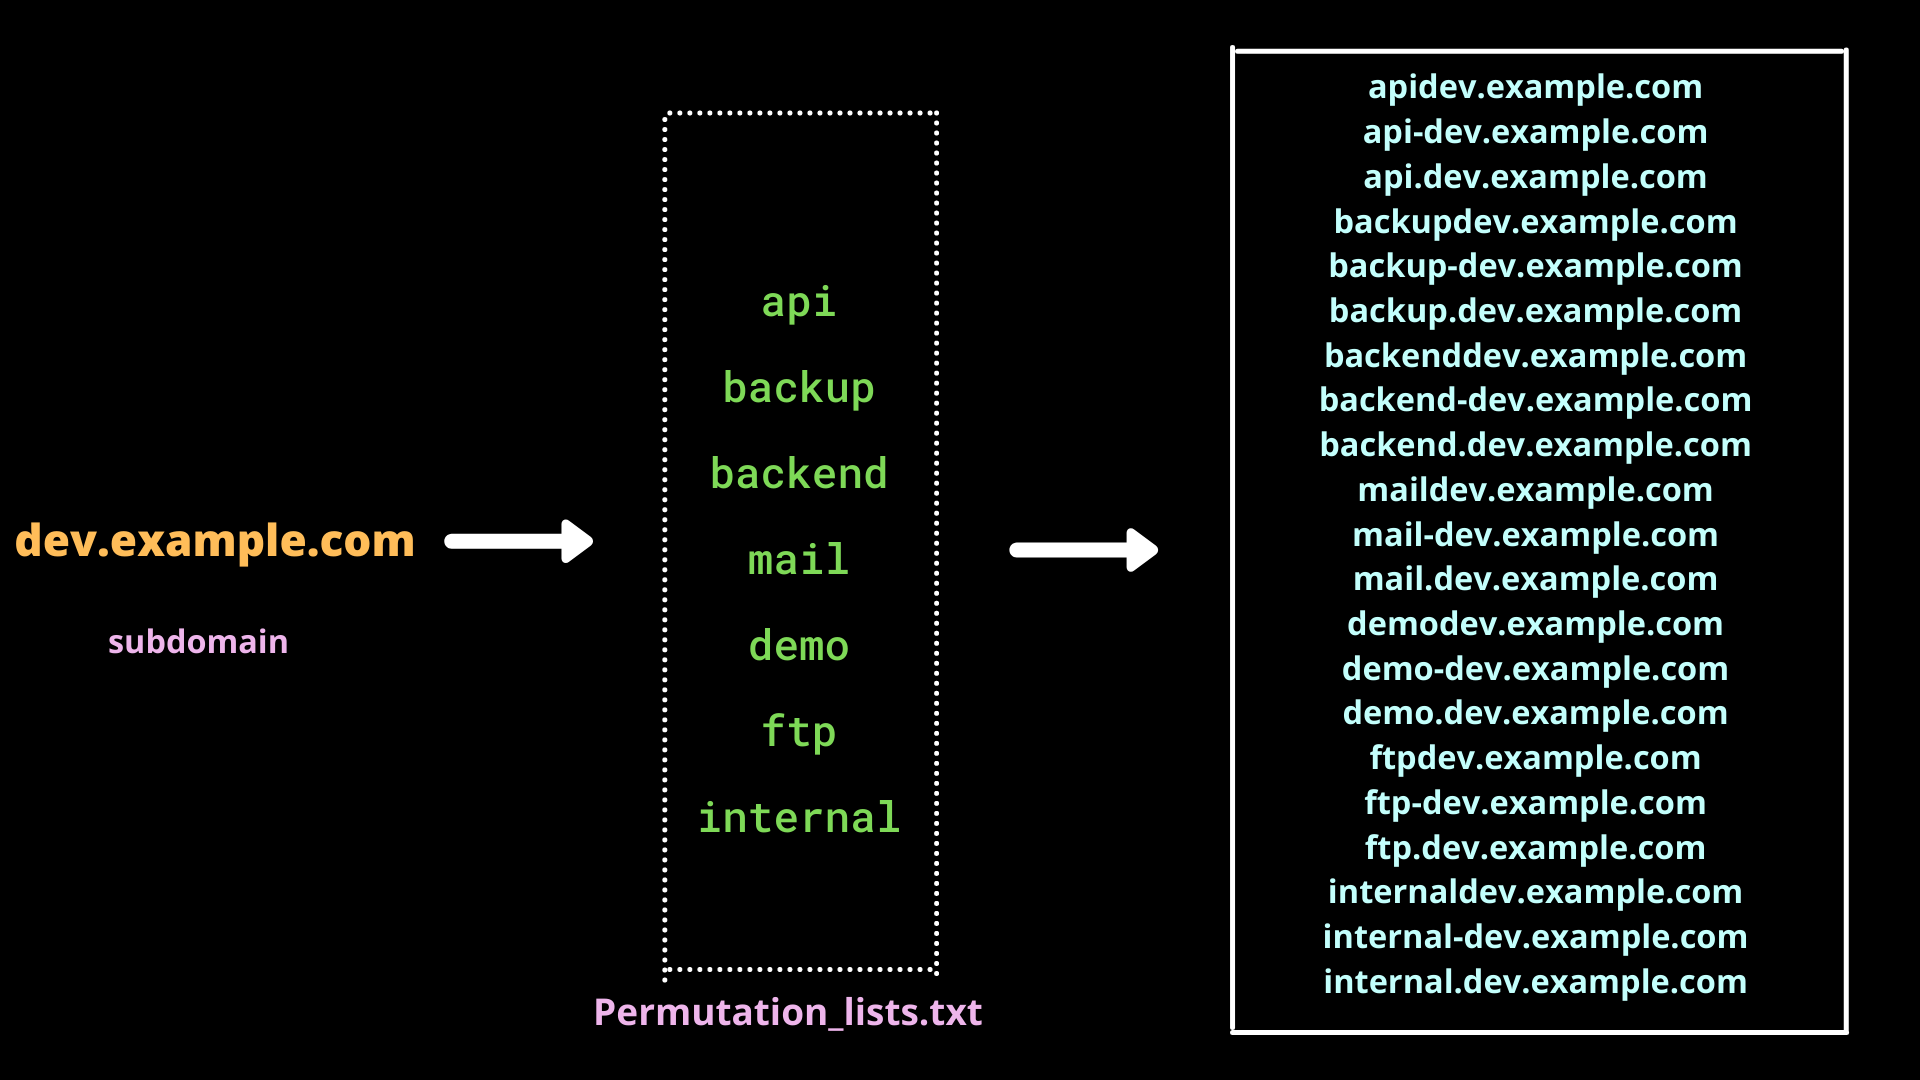 dev.example.com
subdomain
api
backup
backend
mail
demo
ftp
internal
Permutation_lists.txt
apidev.example.com
api-dev.example.com
api.dev.example.com
backupdev.example.com
backup-dev.example.com
backup.dev.example.com
backenddev.example.com
backend-dev.example.com
backend.dev.example.com
maildev.example.com
mail-dev.example.com
mail.dev.example.com
demodev.example.com
demo-dev.example.com
demo.dev.example.com
ftpdev.example.com
ftp-dev.example.com
ftp.dev.example.com
internaldev.example.com
internal-dev.example.com
internal.dev.example.com